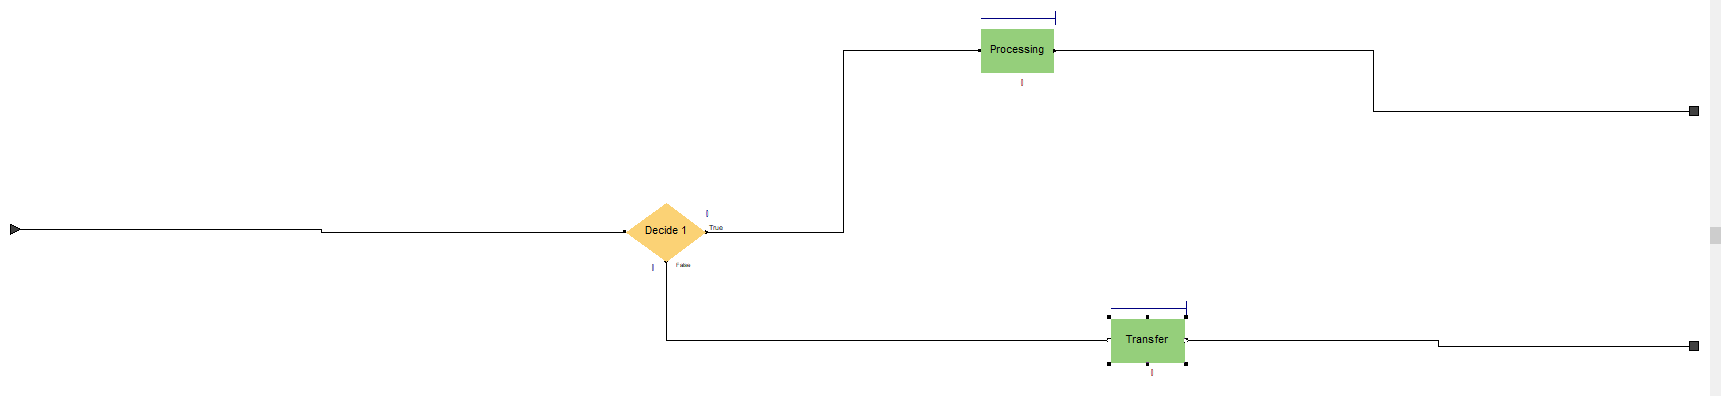 Processing
Decide 1
True
False
Transfer